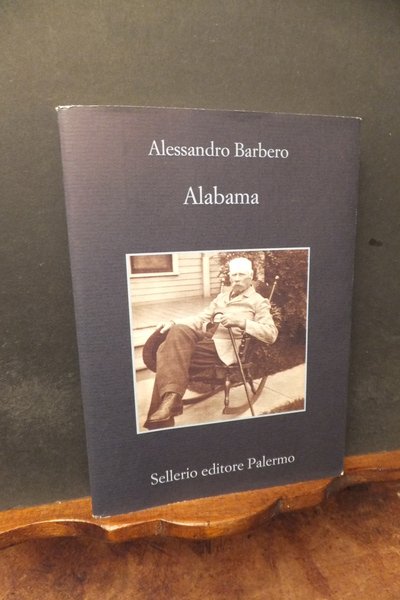 Alessandro Barbero
Alabama
Sellerio editore Palermo